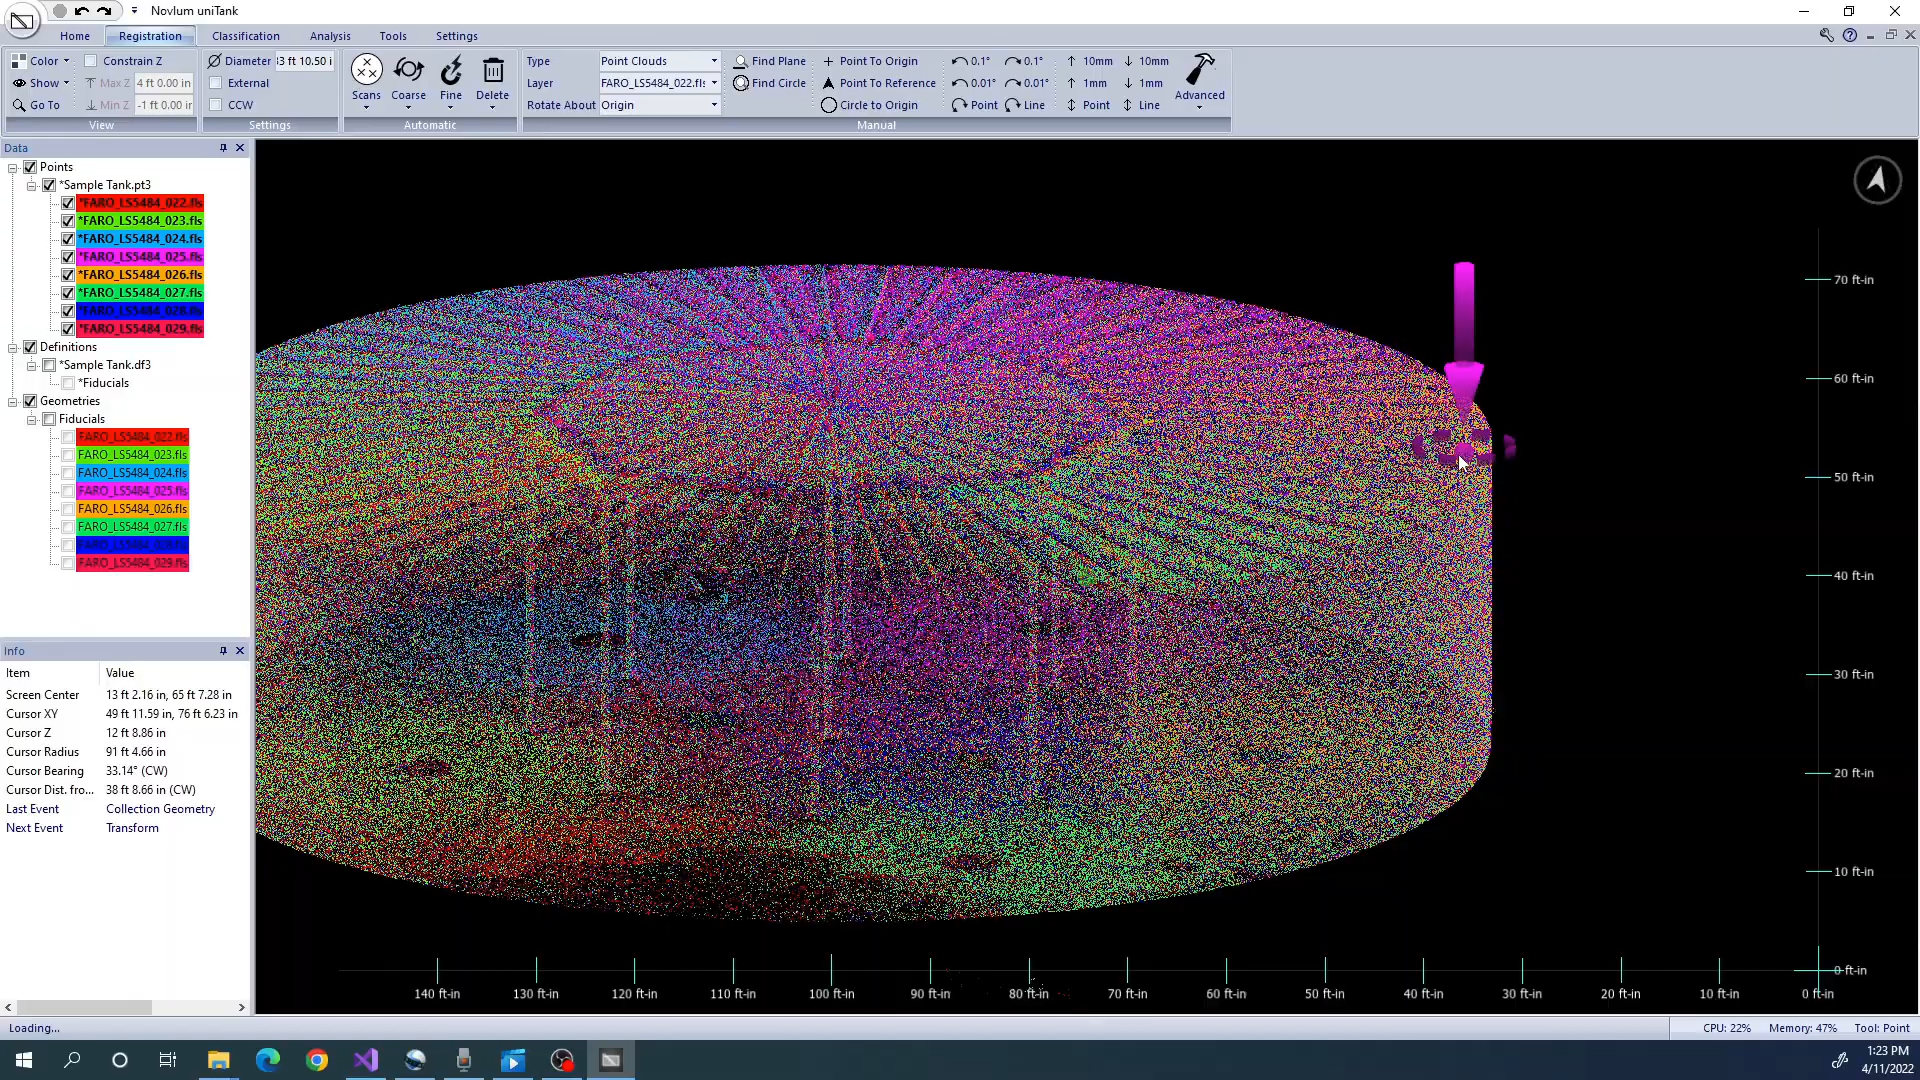 Novlum uniTank
Home Registration Classification Analysis Tools Settings
Color Constrain Z Diameter 3 ft 10.50 i Type Point Clouds Find Plane Point To Origin 0.1° 0.1° 10mm 10mm
Show Max Z 4 ft 0.00 in External Layer FARO_LS5484_022.fls Find Circle Point To Reference 0.01° 0.01° 1mm 1mm
Scans Coarse Fine Delete Advanced
Go To Min Z -1 ft 0.00 in CCW Rotate About Origin Circle to Origin Point Line Point Line
View Settings Automatic Manual
Data
Points
*Sample Tank.pt3
*FARO_LS5484_022.fls
*FARO_LS5484_023.fls
*FARO_LS5484_024.fls
*FARO_LS5484_025.fls
*FARO_LS5484_026.fls
*FARO_LS5484_027.fls
*FARO_LS5484_028.fls
*FARO_LS5484_029.fls
Definitions
*Sample Tank.df3
*Fiducials
Geometries
Fiducials
FARO_LS5484_022.fls
FARO_LS5484_023.fls
FARO_LS5484_024.fls
FARO_LS5484_025.fls
FARO_LS5484_026.fls
FARO_LS5484_027.fls
FARO_LS5484_028.fls
FARO_LS5484_029.fls
Info
Item Value
Screen Center 13 ft 2.16 in, 65 ft 7.28 in
Cursor XY 49 ft 11.59 in, 76 ft 6.23 in
Cursor Z 12 ft 8.86 in
Cursor Radius 91 ft 4.66 in
Cursor Bearing 33.14° (CW)
Cursor Dist. fro... 38 ft 8.66 in (CW)
Last Event Collection Geometry
Next Event Transform
70 ft-in
60 ft-in
50 ft-in
40 ft-in
30 ft-in
20 ft-in
10 ft-in
0 ft-in
140 ft-in 130 ft-in 120 ft-in 110 ft-in 100 ft-in 90 ft-in 80 ft-in 70 ft-in 60 ft-in 50 ft-in 40 ft-in 30 ft-in 20 ft-in 10 ft-in 0 ft-in
Loading... CPU: 22% Memory: 47% Tool: Point
1:23 PM
4/11/2022